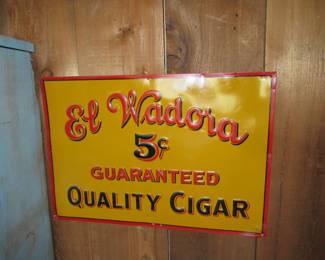 El Wadora
5¢
GUARANTEED
QUALITY CIGAR